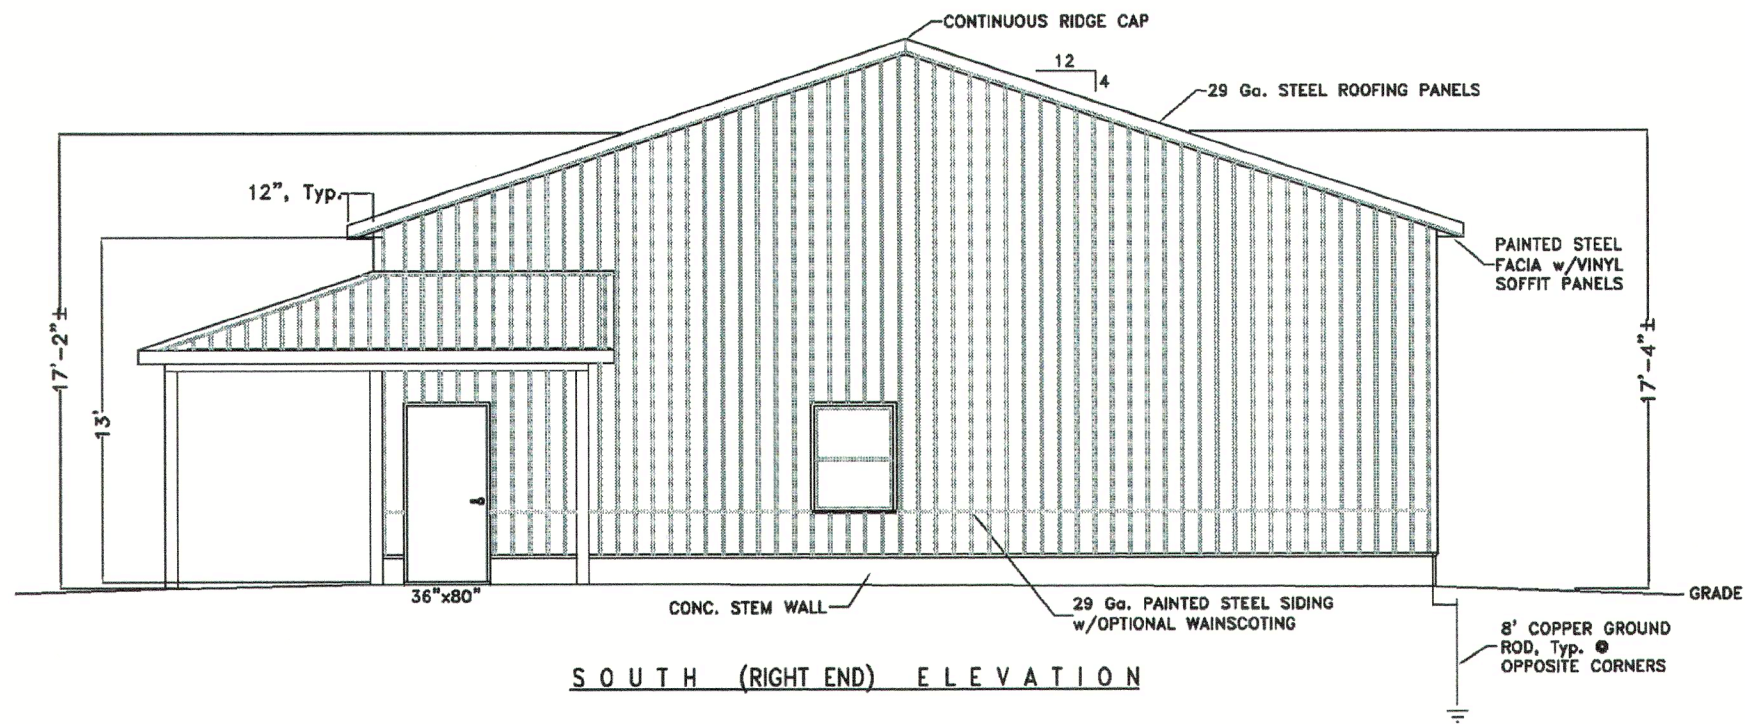 CONTINUOUS RIDGE CAP
12
4
29 Ga. STEEL ROOFING PANELS
12", Typ.
PAINTED STEEL
FACIA w/VINYL
SOFFIT PANELS
17'-2"±
13'
17'-4"±
36"x80"
CONC. STEM WALL
29 Ga. PAINTED STEEL SIDING
w/OPTIONAL WAINSCOTING
GRADE
8' COPPER GROUND
ROD, Typ. @
OPPOSITE CORNERS
SOUTH (RIGHT END) ELEVATION